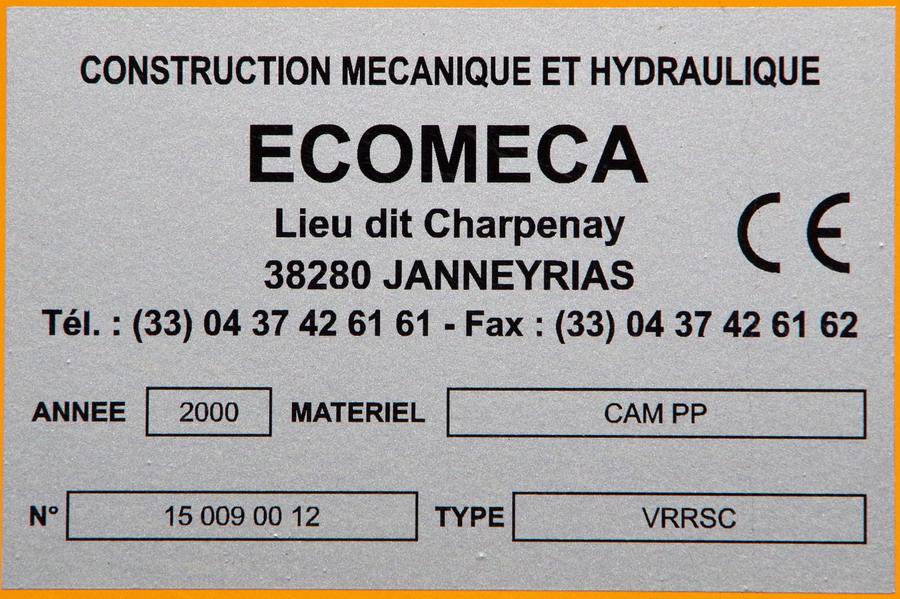 CONSTRUCTION MECANIQUE ET HYDRAULIQUE
ECOMECA
Lieu dit Charpenay
CE
38280 JANNEYRIAS
Tél. : (33) 04 37 42 61 61 - Fax : (33) 04 37 42 61 62
ANNEE 2000 MATERIEL CAM PP
N° 15 009 00 12 TYPE VRRSC